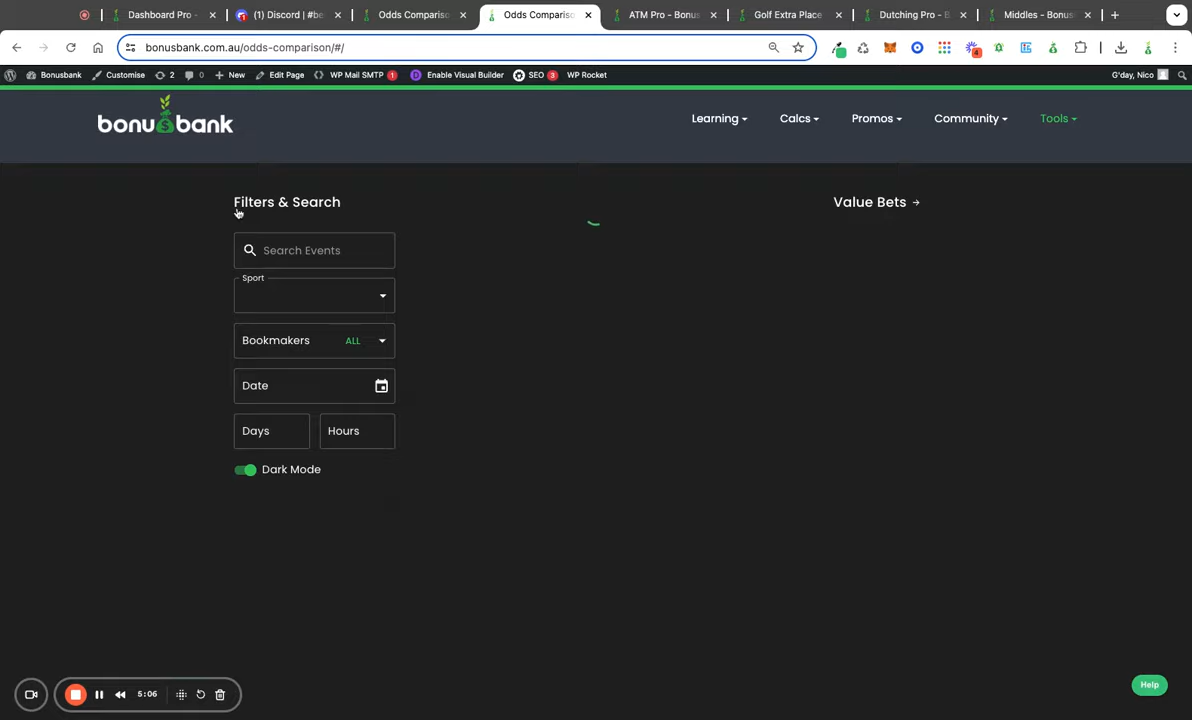 Dashboard Pro -
(1) Discord | #be
Odds Compariso
Odds Compariso
ATM Pro - Bonus
Golf Extra Place
Dutching Pro - B
Middles - Bonus
bonusbank.com.au/odds-comparison/#/
4
Bonusbank
Customise
2
0
New
Edit Page
WP Mail SMTP 1
Enable Visual Builder
SEO 3
WP Rocket
G'day, Nico
bonusbank
Learning
Calcs
Promos
Community
Tools
Filters & Search
Value Bets →
Search Events
Sport
Bookmakers ALL
Date
Days
Hours
Dark Mode
5:06
Help